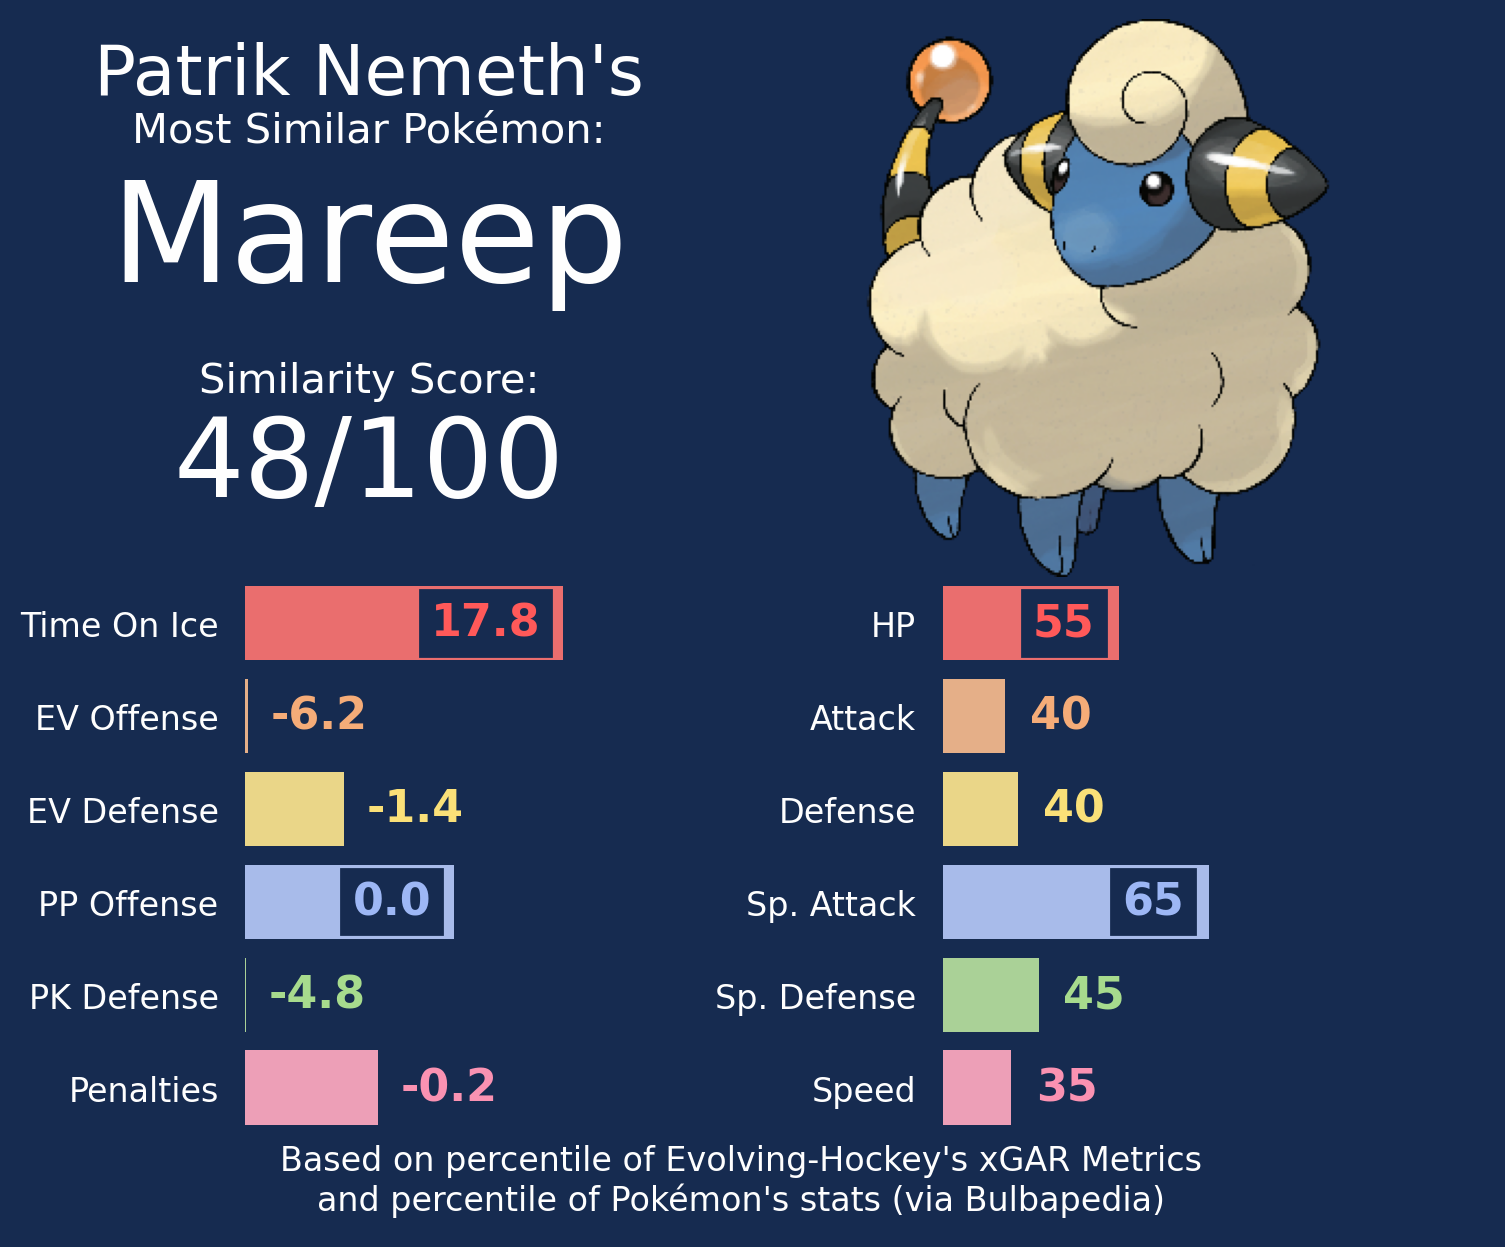 Patrik Nemeth's
Most Similar Pokémon:
Mareep
Similarity Score:
48/100
Time On Ice 17.8
EV Offense -6.2
EV Defense -1.4
PP Offense 0.0
PK Defense -4.8
Penalties -0.2
HP 55
Attack 40
Defense 40
Sp. Attack 65
Sp. Defense 45
Speed 35
Based on percentile of Evolving-Hockey's xGAR Metrics
and percentile of Pokémon's stats (via Bulbapedia)